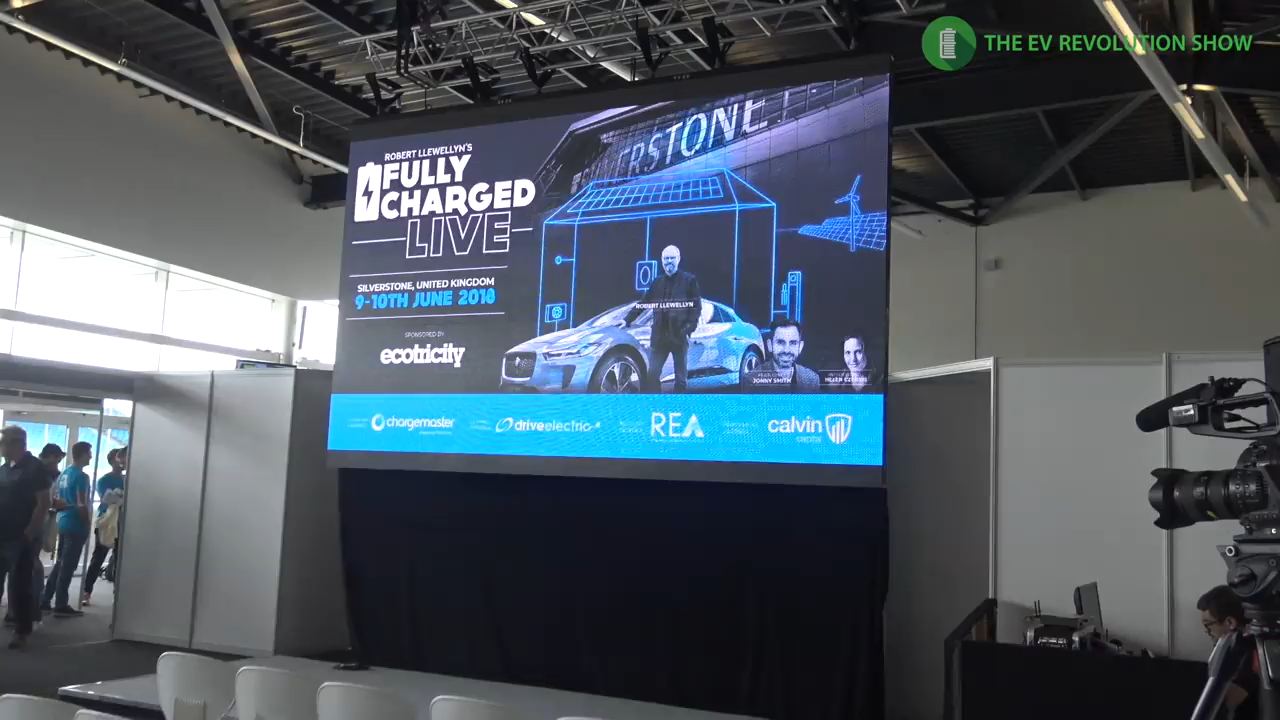 THE EV REVOLUTION SHOW
SILVERSTONE
ROBERT LLEWELLYN'S
FULLY
CHARGED
LIVE
SILVERSTONE, UNITED KINGDOM
9-10TH JUNE 2018
SPONSORED BY
ecotricity
ROBERT LLEWELLYN
JONNY SMITH
chargemaster
driveelectric
REA
calvin